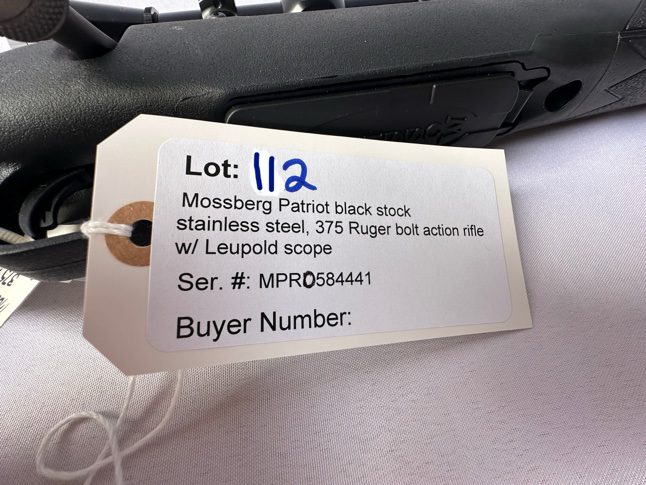 Lot: 112
Mossberg Patriot black stock
stainless steel, 375 Ruger bolt action rifle
w/ Leupold scope
Ser. #: MPR0584441
Buyer Number: